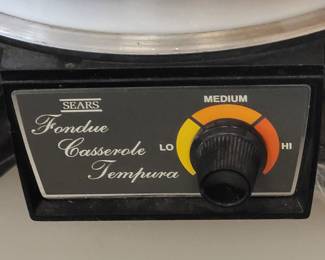 SEARS
Fondue
Casserole
Tempura
MEDIUM
LO
HI